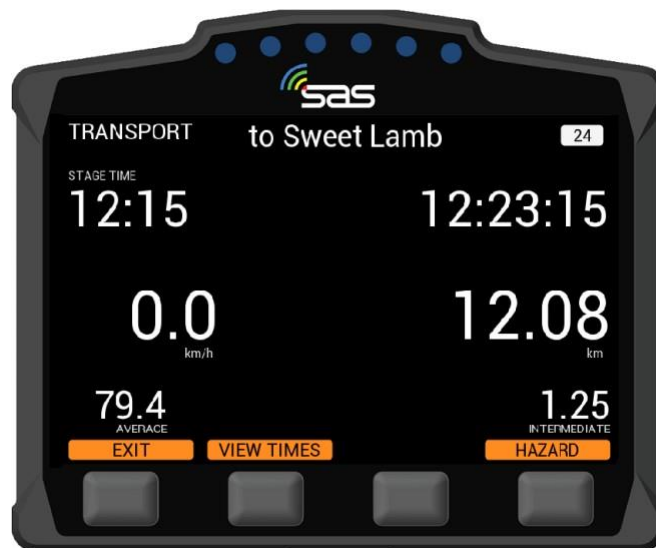 sas
TRANSPORT to Sweet Lamb 24
STAGE TIME
12:15 12:23:15
0.0 12.08
km/h km
79.4 1.25
AVERAGE INTERMEDIATE
EXIT VIEW TIMES HAZARD